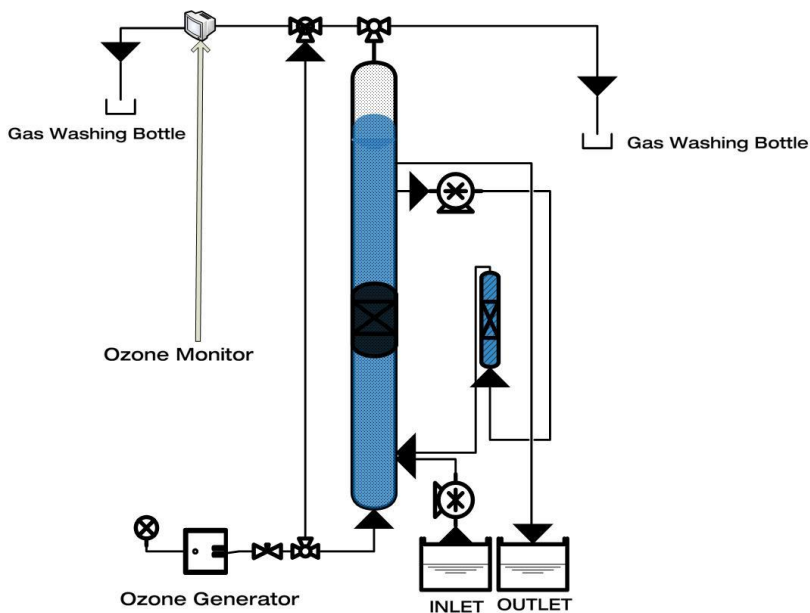 Gas Washing Bottle
Gas Washing Bottle
Ozone Monitor
Ozone Generator
INLET
OUTLET